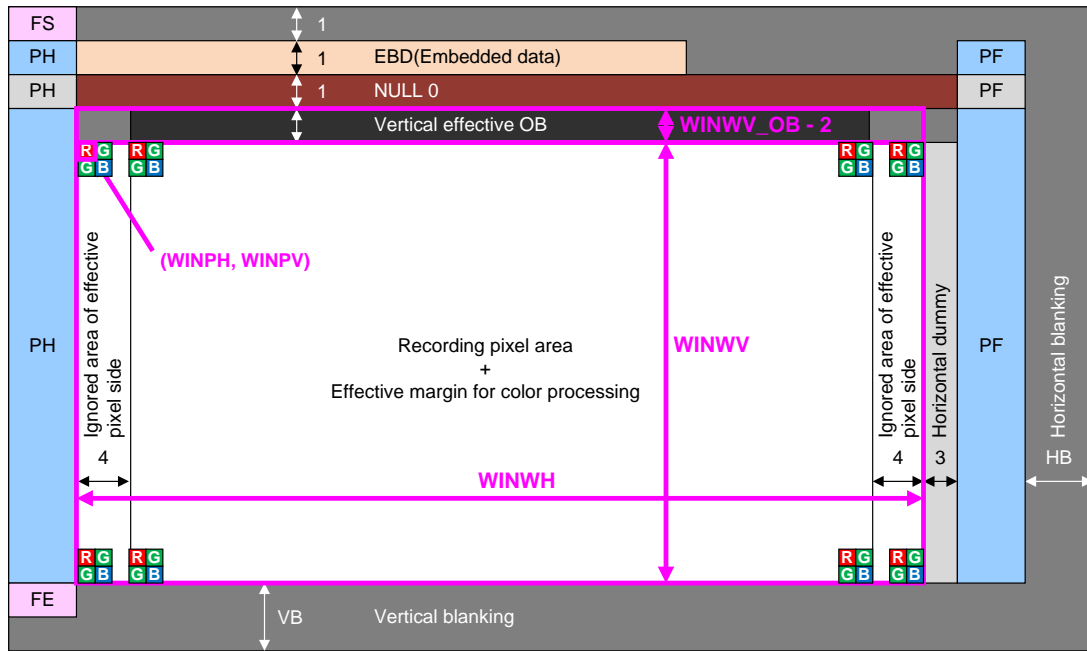 FS
1
PH
1
EBD(Embedded data)
PF
PH
1
NULL 0
PF
Vertical effective OB
WINWV_OB - 2
R G
G B
R G
G B
R G
G B
R G
G B
(WINPH, WINPV)
PH
Ignored area of effective
pixel side
4
Recording pixel area
+
Effective margin for color processing
WINWV
WINWH
Ignored area of effective
pixel side
4
Horizontal dummy
3
PF
Horizontal blanking
HB
R G
G B
R G
G B
R G
G B
R G
G B
FE
VB
Vertical blanking